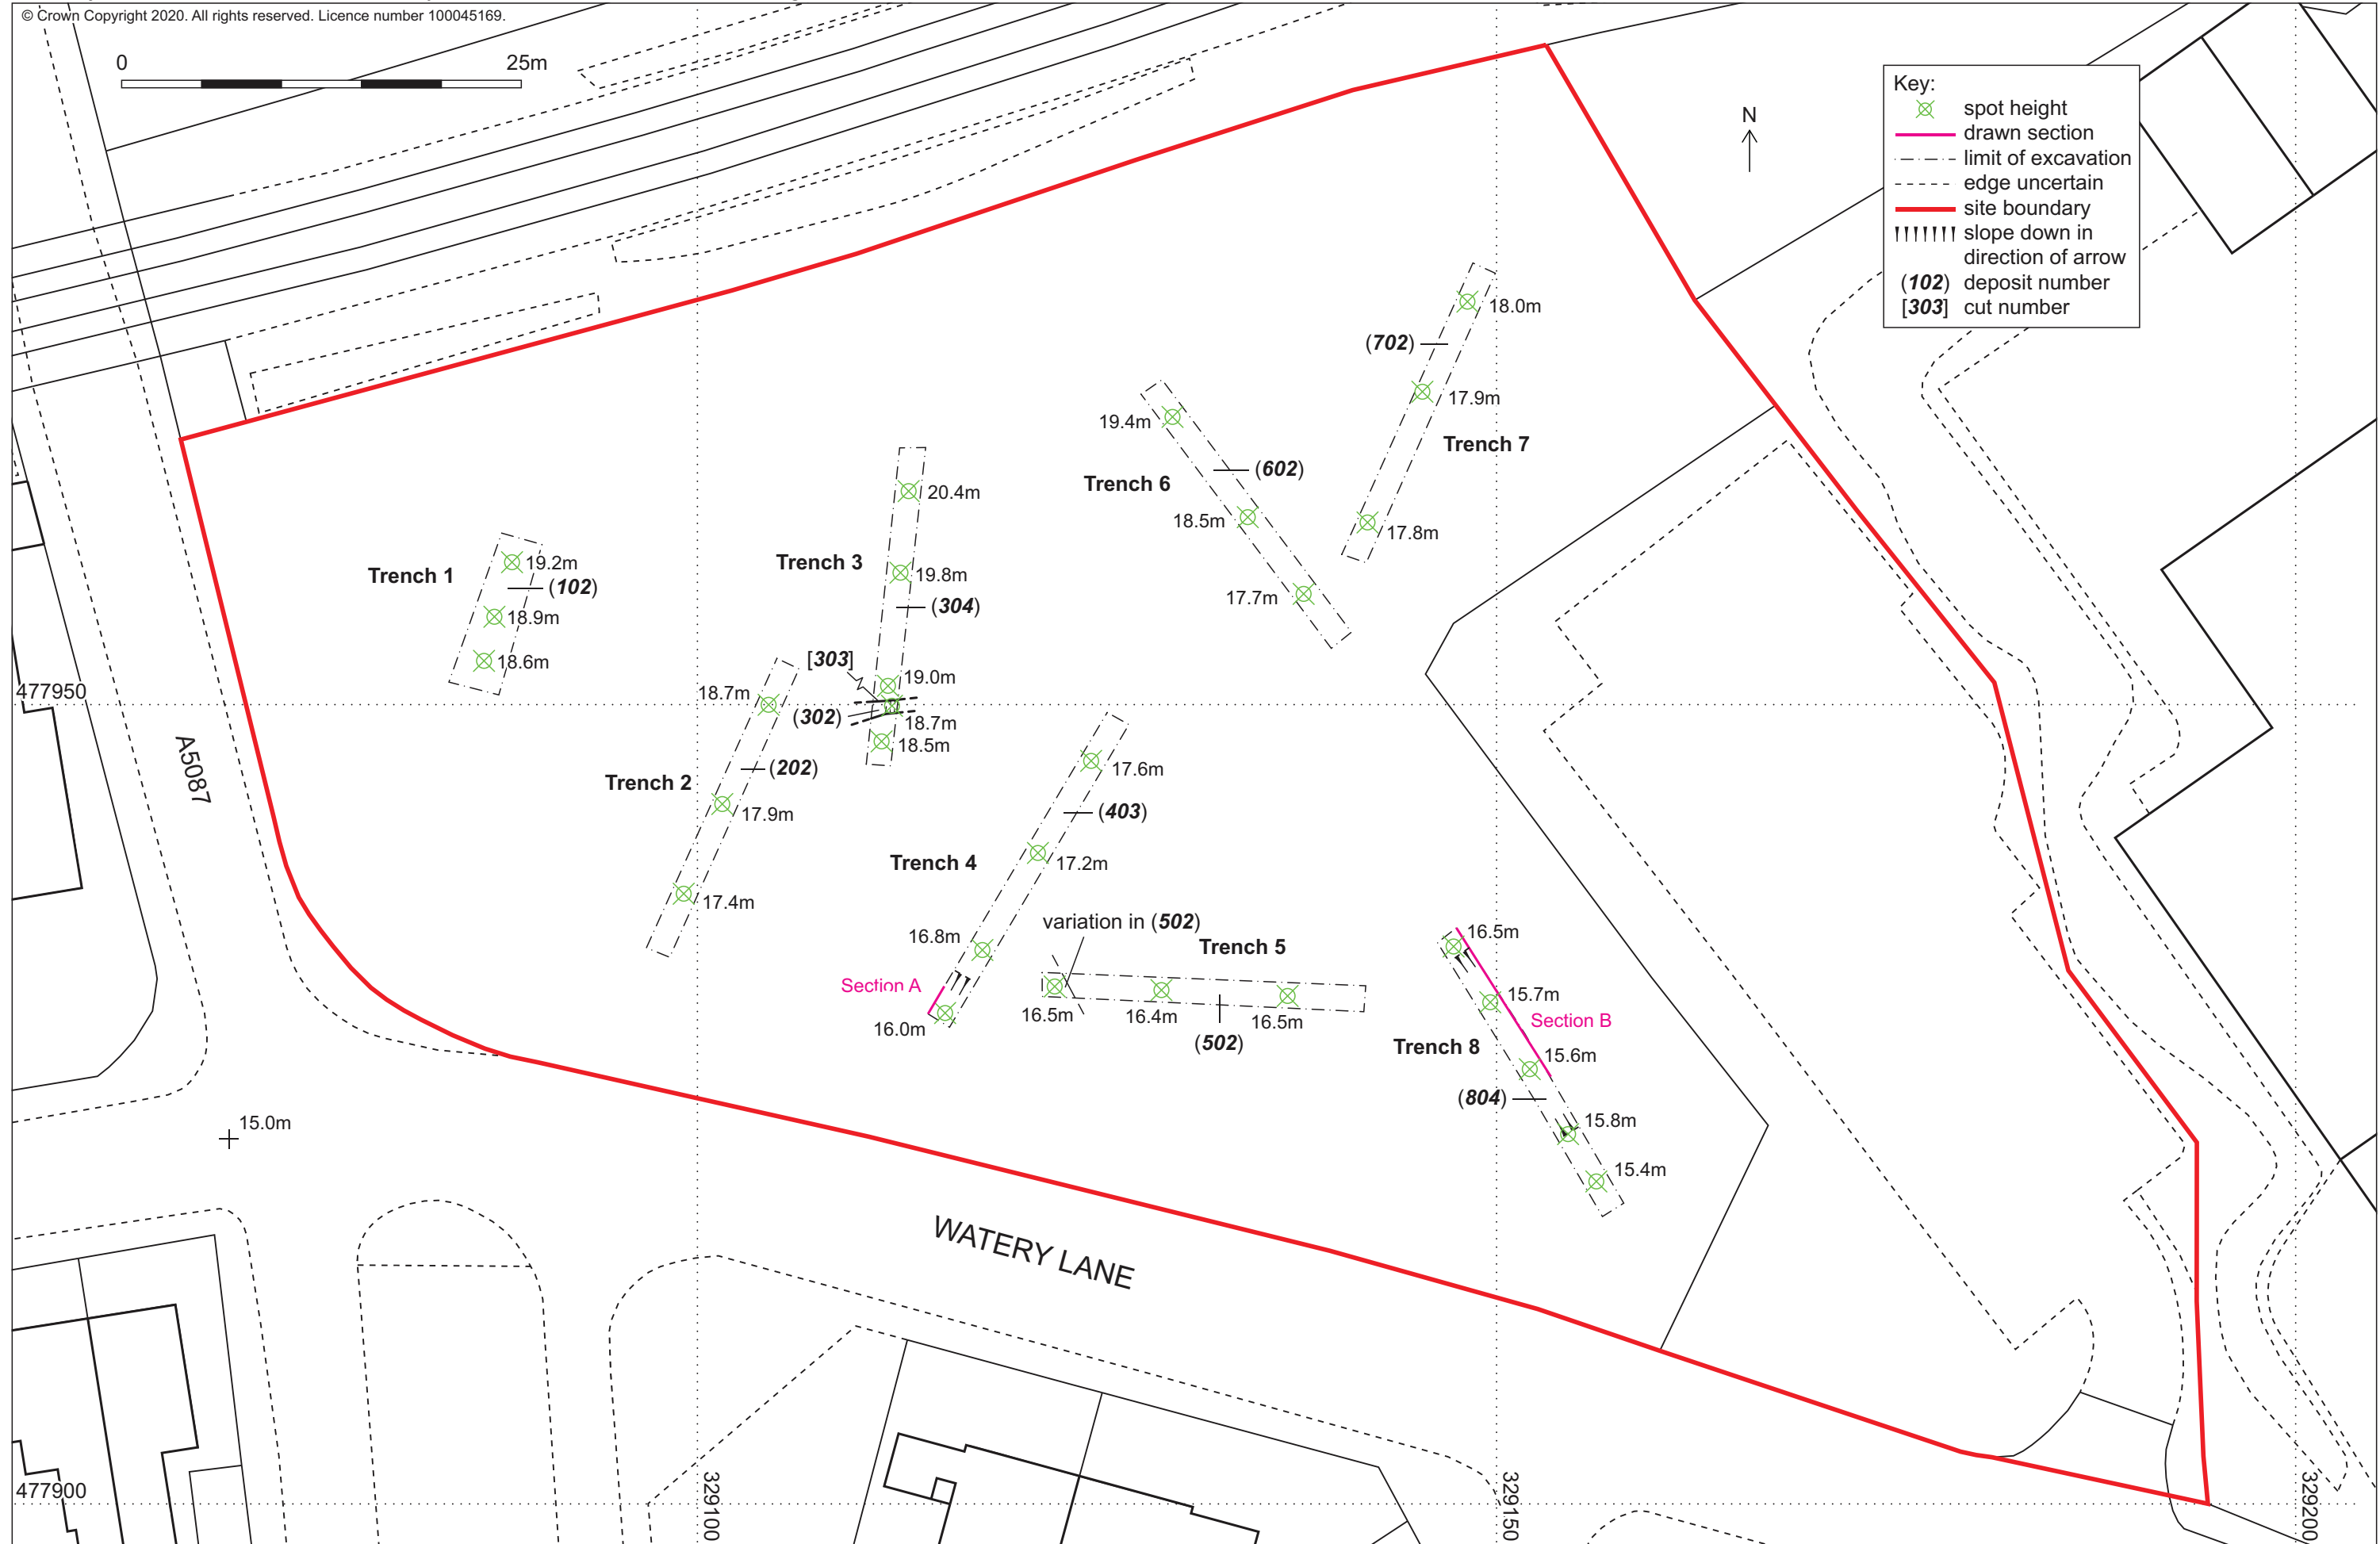 © Crown Copyright 2020. All rights reserved. Licence number 100045169.
0 25m
N
Key:
spot height
drawn section
limit of excavation
edge uncertain
site boundary
slope down in
direction of arrow
(102) deposit number
[303] cut number
18.0m
(702)
17.9m
19.4m
Trench 7
(602)
Trench 6
20.4m
18.5m
17.8m
Trench 3
19.2m
19.8m
Trench 1
(102)
17.7m
(304)
18.9m
[303]
18.6m
19.0m
477950
18.7m
(302)
18.7m
18.5m
A5087
(202)
17.6m
Trench 2
17.9m
(403)
Trench 4
17.2m
17.4m
variation in (502)
16.8m
Trench 5
16.5m
Section A
15.7m
16.0m
16.5m
16.4m
16.5m
Section B
(502)
Trench 8
15.6m
(804)
15.0m
15.8m
15.4m
WATERY LANE
477900
329100
329150
329200